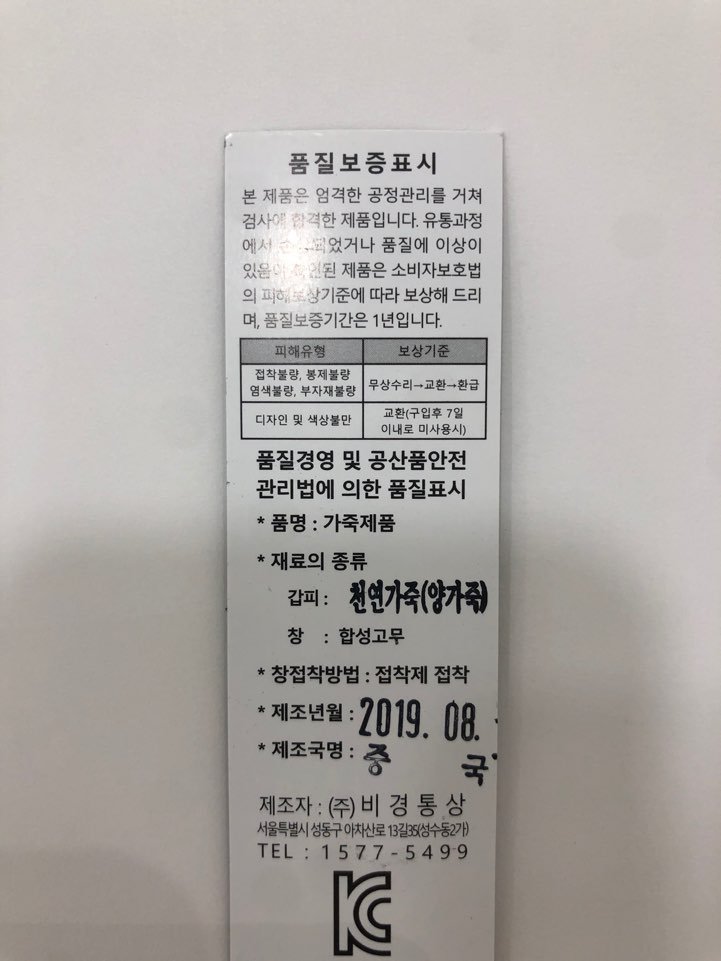 품질보증표시
본 제품은 엄격한 공정관리를 거쳐
검사에 합격한 제품입니다. 유통과정
에서 되었거나 품질에 이상이
있음이 확인된 제품은 소비자보호법
의 피해보상기준에 따라 보상해 드리
며, 품질보증기간은 1년입니다.
피해유형 보상기준
접착불량, 봉제불량
염색불량, 부자재불량
무상수리→교환→환급
디자인 및 색상불만
교환(구입후 7일
이내로 미사용시)
품질경영 및 공산품안전
관리법에 의한 품질표시
* 품명 : 가죽제품
* 재료의 종류
갑피 : 천연가죽(양가죽)
창 : 합성고무
* 창접착방법 : 접착제 접착
* 제조년월 : 2019. 08.
* 제조국명 : 중 국
제조자 : (주) 비경통상
서울특별시 성동구 아차산로 13길35(성수동2가)
TEL : 1577-5499
KC